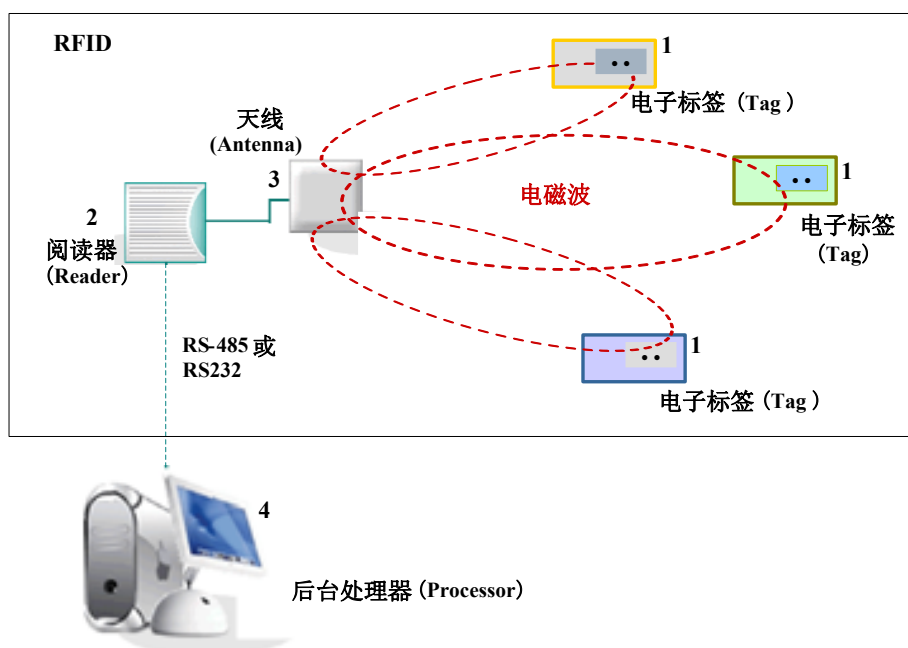 RFID
1
电子标签 (Tag )
天线
(Antenna)
3
电磁波
1
电子标签
(Tag)
2
阅读器
(Reader)
1
电子标签 (Tag )
RS-485 或
RS232
4
后台处理器 (Processor)